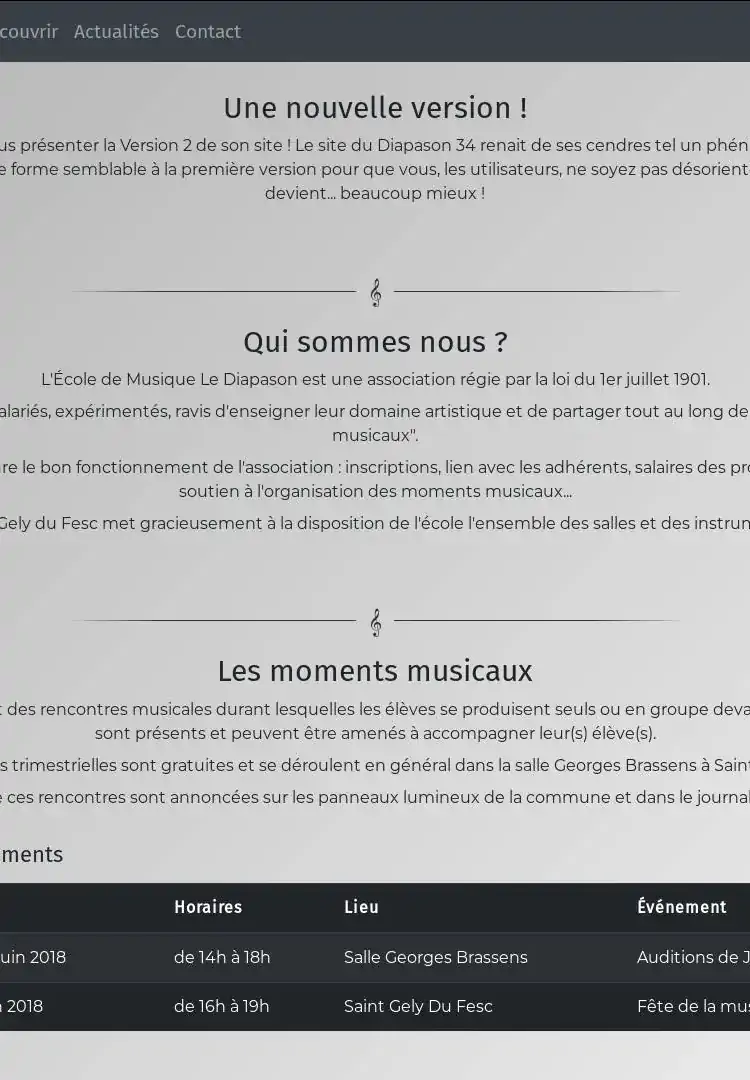 couvrir Actualités Contact
Une nouvelle version !
us présenter la Version 2 de son site ! Le site du Diapason 34 renait de ses cendres tel un phén
e forme semblable à la première version pour que vous, les utilisateurs, ne soyez pas désorient
devient... beaucoup mieux !
Qui sommes nous ?
L'École de Musique Le Diapason est une association régie par la loi du 1er juillet 1901.
alariés, expérimentés, ravis d'enseigner leur domaine artistique et de partager tout au long de
musicaux".
re le bon fonctionnement de l'association : inscriptions, lien avec les adhérents, salaires des pro
soutien à l'organisation des moments musicaux...
Gely du Fesc met gracieusement à la disposition de l'école l'ensemble des salles et des instrum
Les moments musicaux
t des rencontres musicales durant lesquelles les élèves se produisent seuls ou en groupe deva
sont présents et peuvent être amenés à accompagner leur(s) élève(s).
s trimestrielles sont gratuites et se déroulent en général dans la salle Georges Brassens à Saint
e ces rencontres sont annoncées sur les panneaux lumineux de la commune et dans le journal
ments
Horaires Lieu Événement
uin 2018 de 14h à 18h Salle Georges Brassens Auditions de J
n 2018 de 16h à 19h Saint Gely Du Fesc Fête de la mus